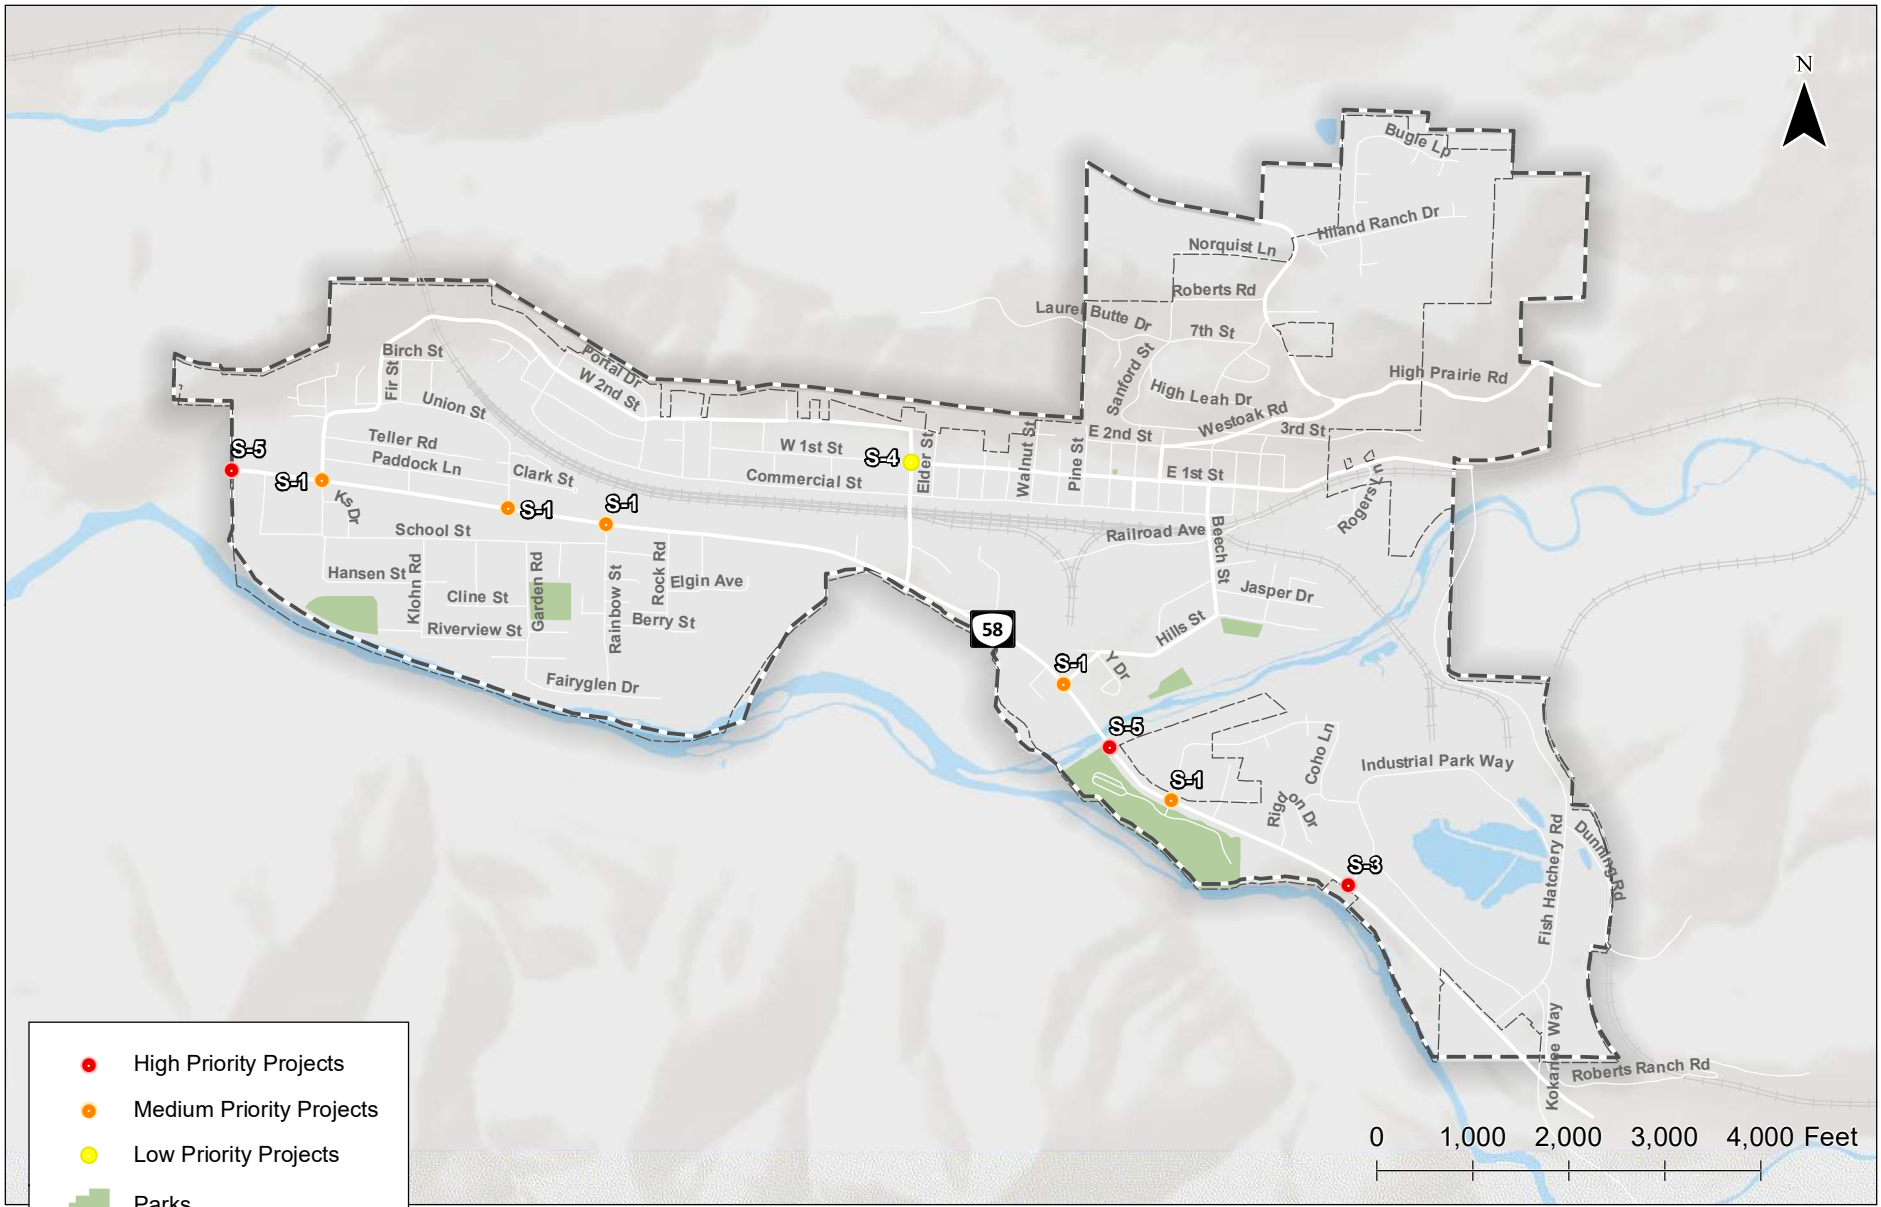 N
Bugle Lp
Hiland Ranch Dr
Norquist Ln
Roberts Rd
Laurel Butte Dr
7th St
Sanford St
High Leah Dr
High Prairie Rd
Westoak Rd
3rd St
Birch St
Fir St
Portal Dr
W 2nd St
Union St
Teller Rd
Paddock Ln
Clark St
W 1st St
Commercial St
Elder St
Walnut St
Pine St
E 2nd St
E 1st St
Rogers Ln
S-5
S-1
S-1
S-1
S-4
Ks Dr
School St
Railroad Ave
Beech St
Hansen St
Klohn Rd
Cline St
Garden Rd
Rainbow St
Rock Rd
Elgin Ave
Berry St
Riverview St
Fairyglen Dr
Jasper Dr
Hills St
58
Y Dr
S-1
S-5
S-1
S-3
Coho Ln
Rigdon Dr
Industrial Park Way
Fish Hatchery Rd
Dunning Rd
Kokanee Way
Roberts Ranch Rd
High Priority Projects
Medium Priority Projects
Low Priority Projects
Parks
0 1,000 2,000 3,000 4,000 Feet